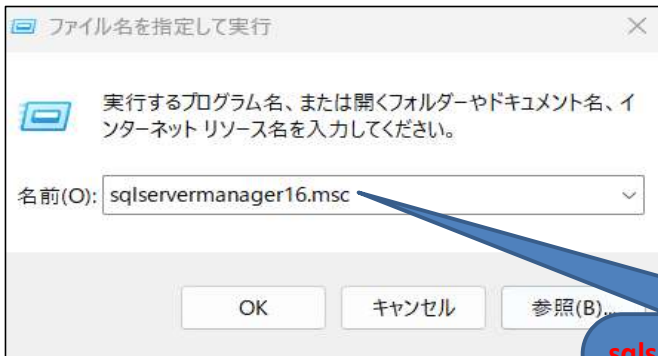 ファイル名を指定して実行
実行するプログラム名、または開くフォルダーやドキュメント名、イ
ンターネット リソース名を入力してください。
名前(O): sqlservermanager16.msc
OK キャンセル 参照(B)...
sqls